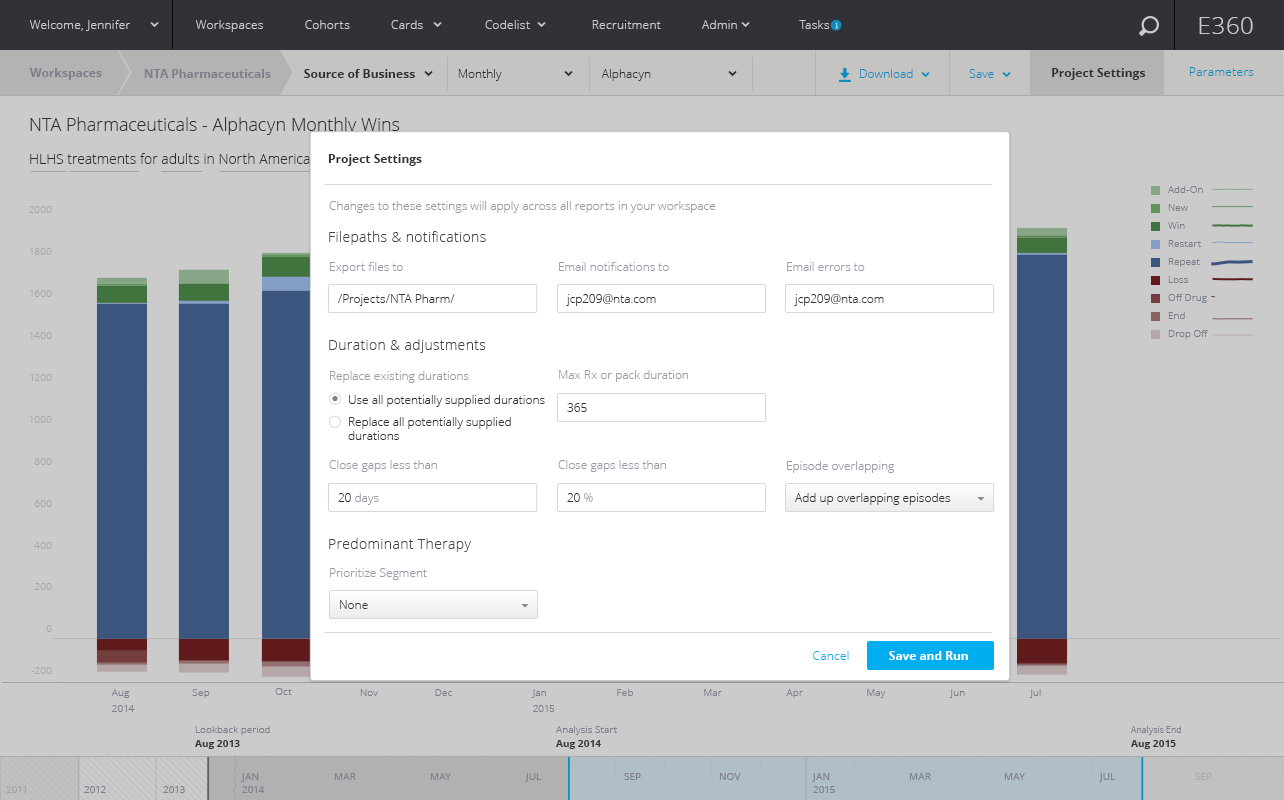 Welcome, Jennifer Workspaces Cohorts Cards Codelist Recruitment Admin Tasks 1 E360
Workspaces NTA Pharmaceuticals Source of Business Monthly Alphacyn Download Save Project Settings Parameters
NTA Pharmaceuticals - Alphacyn Monthly Wins
HLHS treatments for adults in North America
Project Settings
Changes to these settings will apply across all reports in your workspace
Filepaths & notifications
Export files to Email notifications to Email errors to
/Projects/NTA Pharm/ jcp209@nta.com jcp209@nta.com
Duration & adjustments
Replace existing durations Max Rx or pack duration
Use all potentially supplied durations 365
Replace all potentially supplied
durations
Close gaps less than Close gaps less than Episode overlapping
20 days 20 % Add up overlapping episodes
Predominant Therapy
Prioritize Segment
None
Cancel Save and Run
2000
1800
1600
1400
1200
1000
800
600
400
200
0
-200
Add-On
New
Win
Restart
Repeat
Loss
Off Drug
End
Drop Off
Aug Sep Oct Nov Dec Jan Feb Mar Apr May Jun Jul
2014 2015
Lookback period Analysis Start Analysis End
Aug 2013 Aug 2014 Aug 2015
JAN MAR MAY JUL SEP NOV JAN MAR MAY JUL SEP
2011 2012 2013 2014 2015